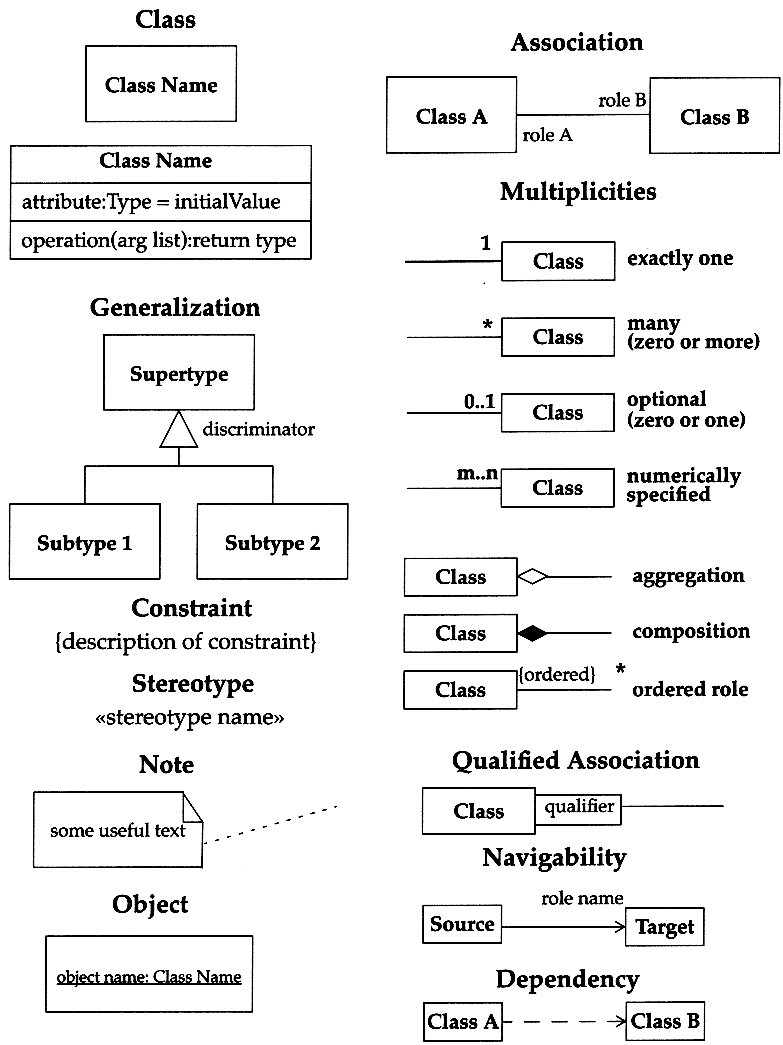 Class
Class Name
Class Name
attribute:Type = initialValue
operation(arg list):return type
Generalization
Supertype
discriminator
Subtype 1
Subtype 2
Constraint
{description of constraint}
Stereotype
«stereotype name»
Note
some useful text
Object
object name: Class Name
Association
Class A
role B
role A
Class B
Multiplicities
1
Class
exactly one
*
Class
many
(zero or more)
0..1
Class
optional
(zero or one)
m..n
Class
numerically
specified
Class
aggregation
Class
composition
Class
{ordered}
*
ordered role
Qualified Association
Class
qualifier
Navigability
Source
role name
Target
Dependency
Class A
Class B